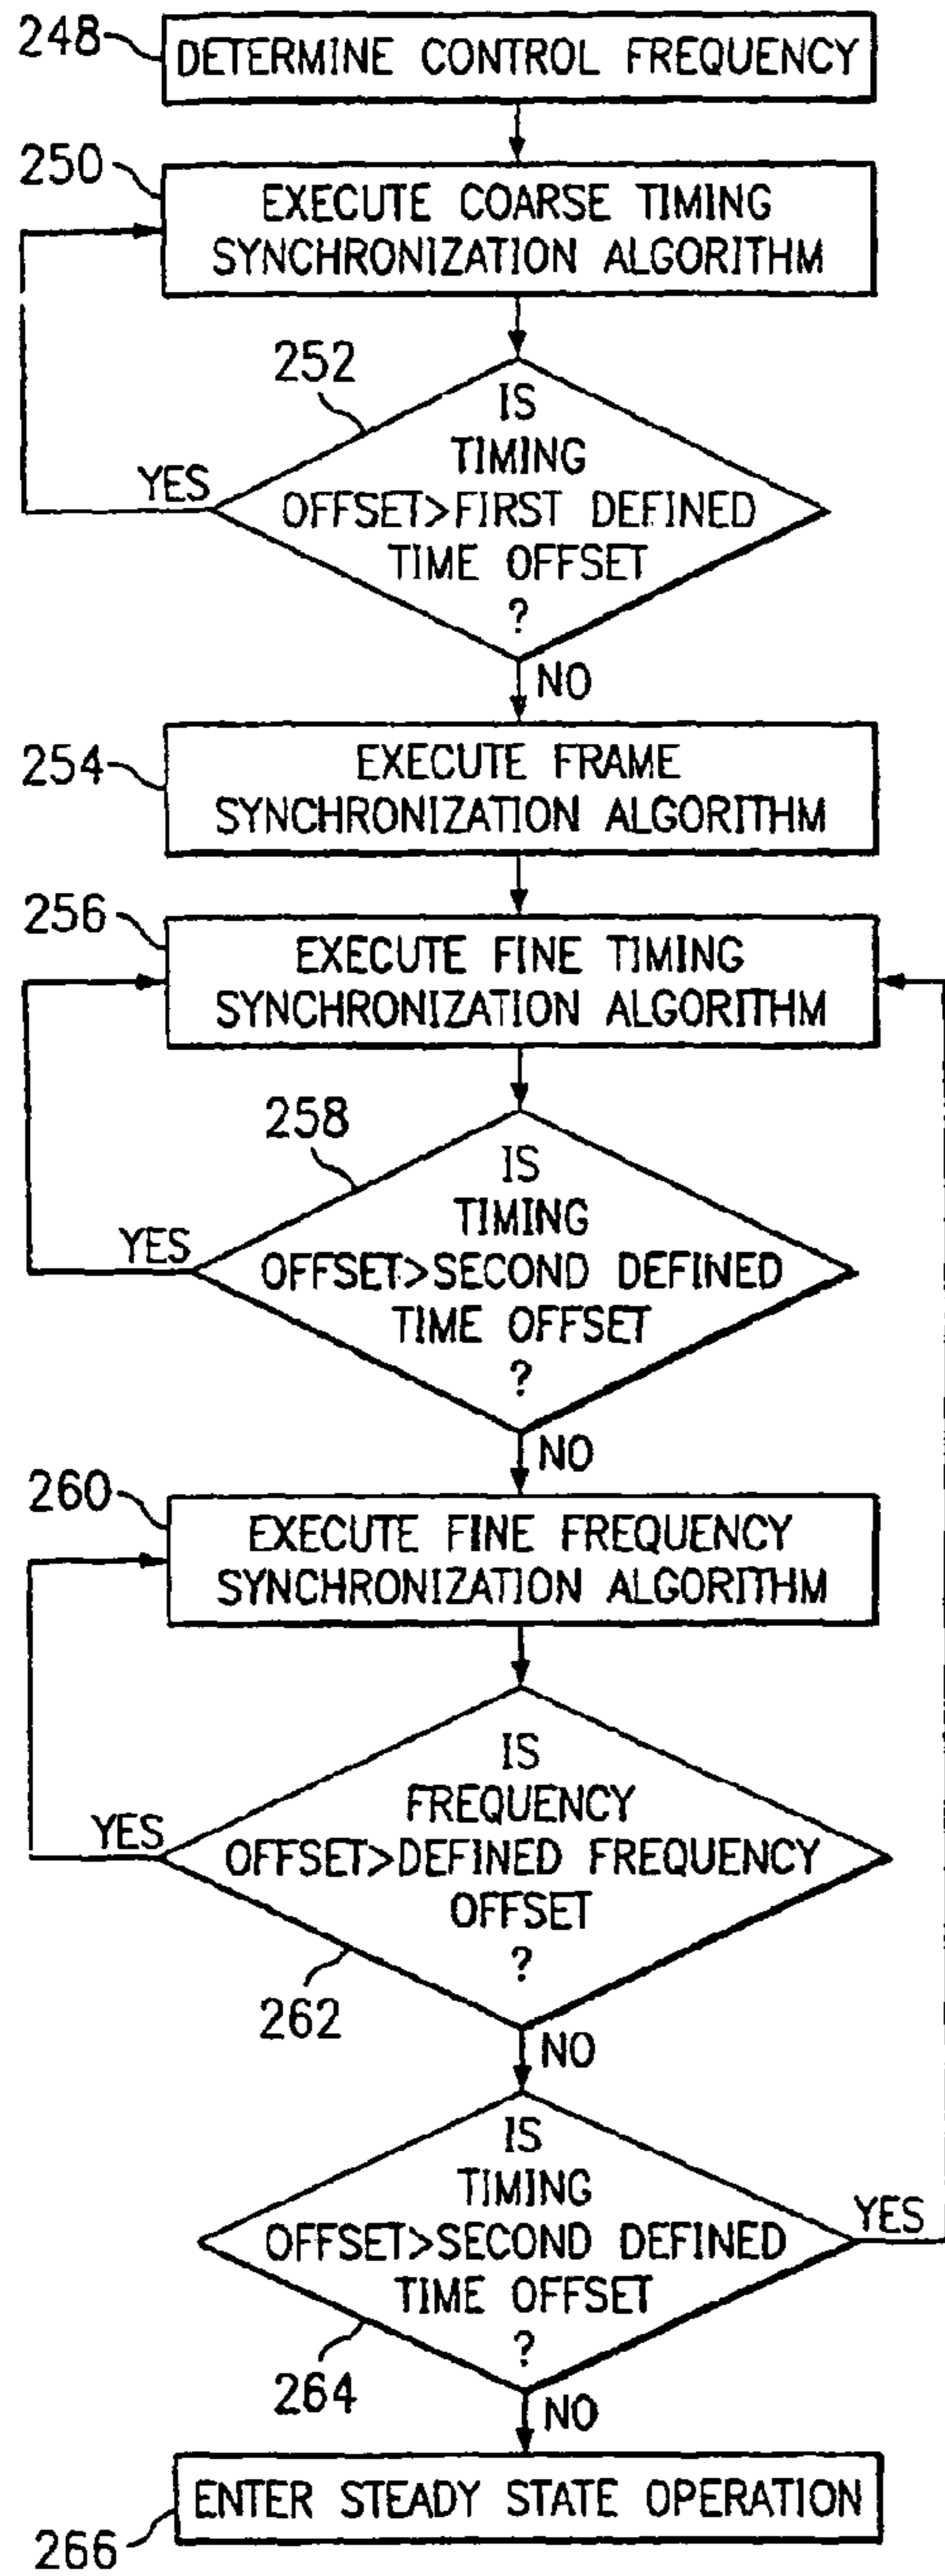 248
DETERMINE CONTROL FREQUENCY
250
EXECUTE COARSE TIMING
SYNCHRONIZATION ALGORITHM
252
IS
TIMING
OFFSET>FIRST DEFINED
TIME OFFSET
?
YES
NO
254
EXECUTE FRAME
SYNCHRONIZATION ALGORITHM
256
EXECUTE FINE TIMING
SYNCHRONIZATION ALGORITHM
258
IS
TIMING
OFFSET>SECOND DEFINED
TIME OFFSET
?
YES
NO
260
EXECUTE FINE FREQUENCY
SYNCHRONIZATION ALGORITHM
IS
FREQUENCY
OFFSET>DEFINED FREQUENCY
OFFSET
?
YES
262
NO
IS
TIMING
OFFSET>SECOND DEFINED
TIME OFFSET
?
YES
264
NO
ENTER STEADY STATE OPERATION
266